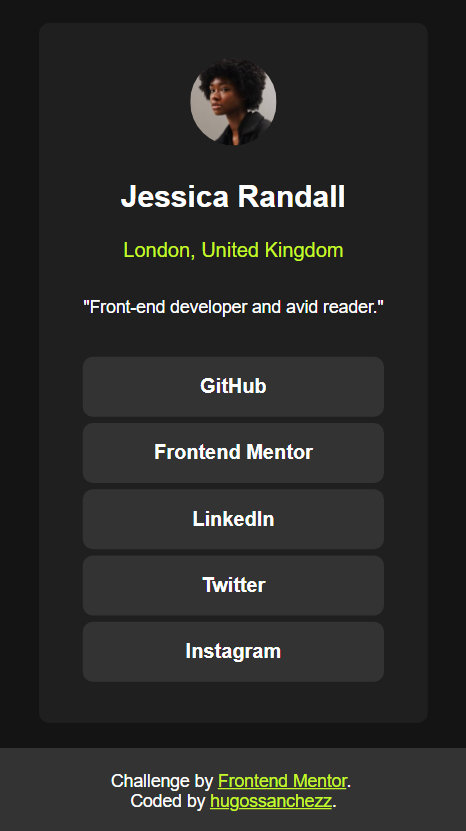 Jessica Randall
London, United Kingdom
"Front-end developer and avid reader."
GitHub
Frontend Mentor
LinkedIn
Twitter
Instagram
Challenge by Frontend Mentor.
Coded by hugossanchezz.